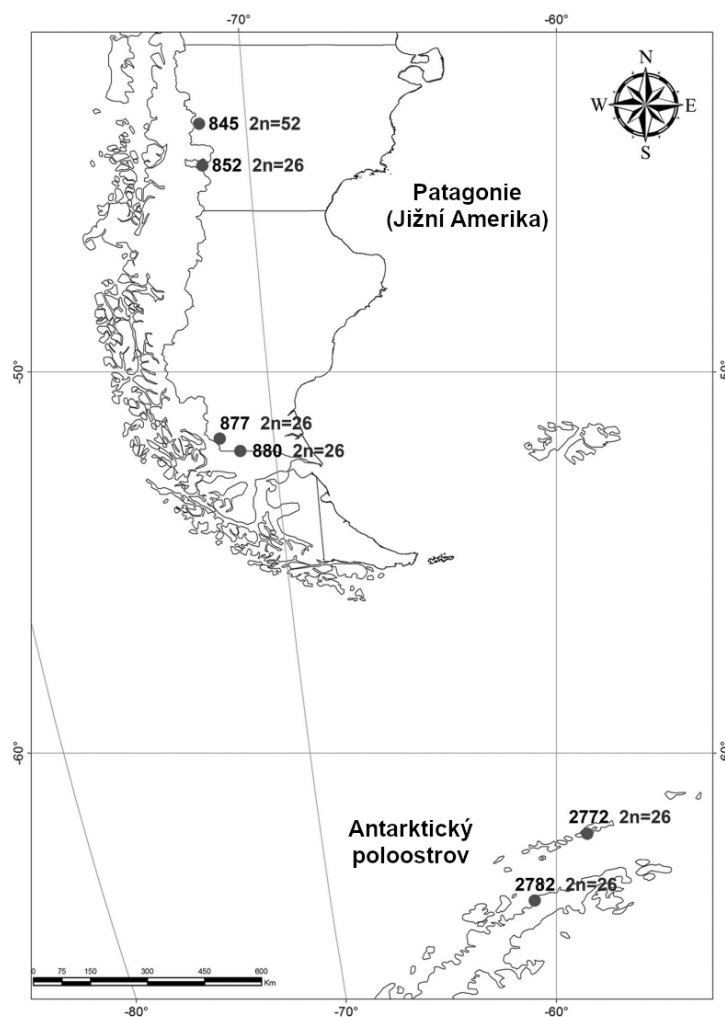 -70°
-60°
N
W E
S
845 2n=52
852 2n=26
Patagonie
(Jižní Amerika)
-50°
50°
877 2n=26
880 2n=26
-60°
60°
2772 2n=26
Antarktický
poloostrov
2782 2n=26
0 75 150 300 450 600
Km
-80°
-70°
-60°